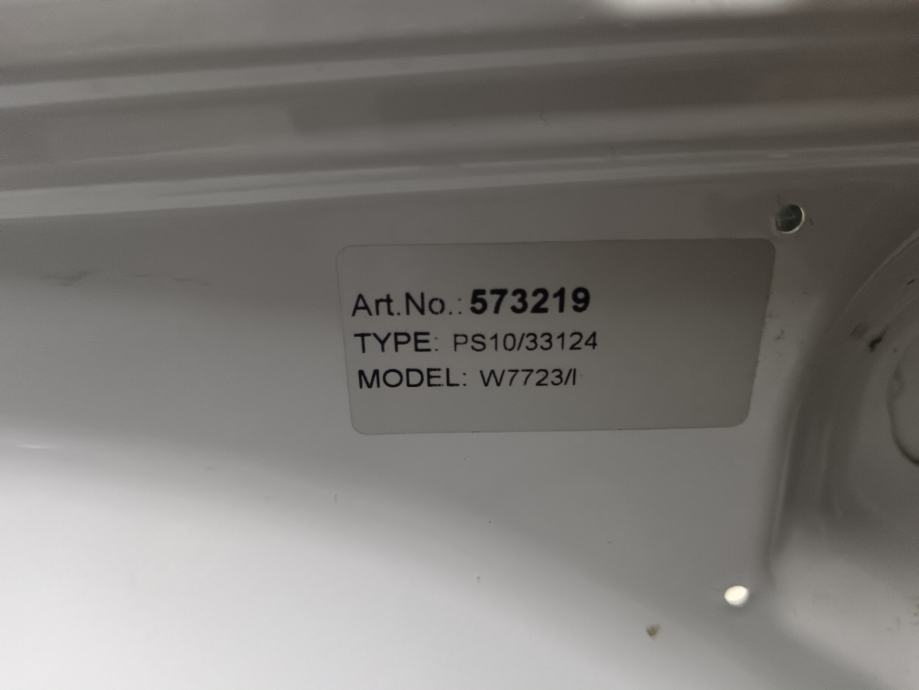 Art.No.: 573219
TYPE: PS10/33124
MODEL: W7723/I